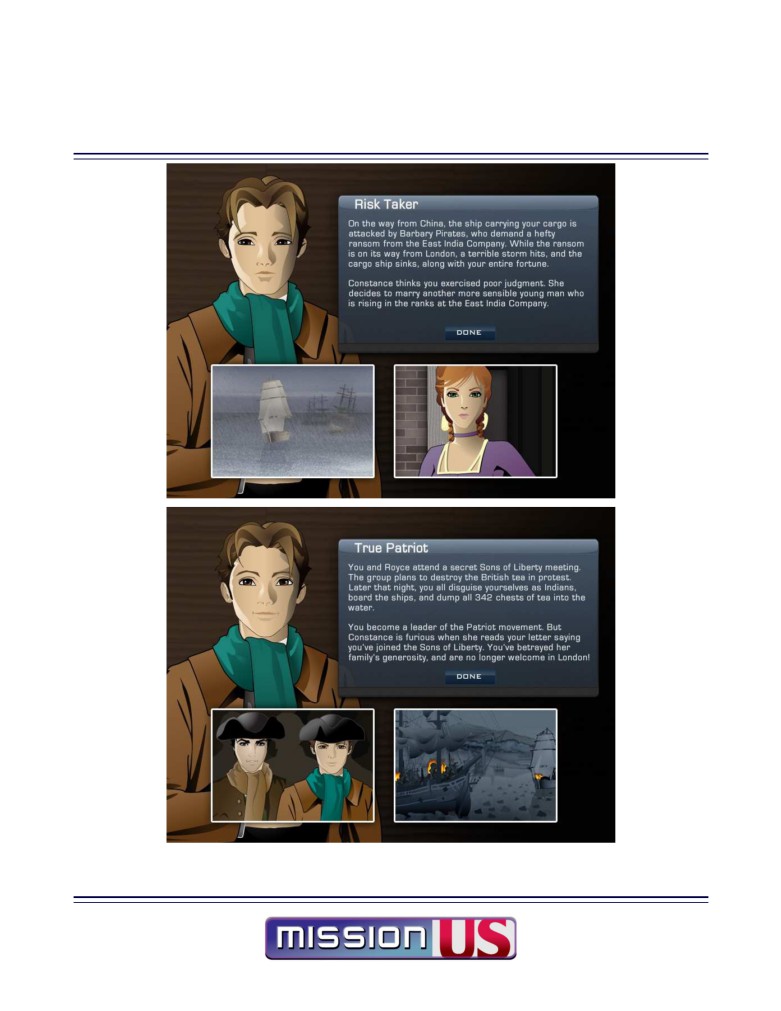 Risk Taker
On the way from China, the ship carrying your cargo is
attacked by Barbary Pirates, who demand a hefty
ransom from the East India Company. While the ransom
is on its way from London, a terrible storm hits, and the
cargo ship sinks, along with your entire fortune.
Constance thinks you exercised poor judgment. She
decides to marry another more sensible young man who
is rising in the ranks at the East India Company.
DONE
True Patriot
You and Royce attend a secret Sons of Liberty meeting.
The group plans to destroy the British tea in protest.
Later that night, you all disguise yourselves as Indians,
board the ships, and dump all 342 chests of tea into the
water.
You become a leader of the Patriot movement. But
Constance is furious when she reads your letter saying
you've joined the Sons of Liberty. You've betrayed her
family's generosity, and are no longer welcome in London!
DONE
mission US